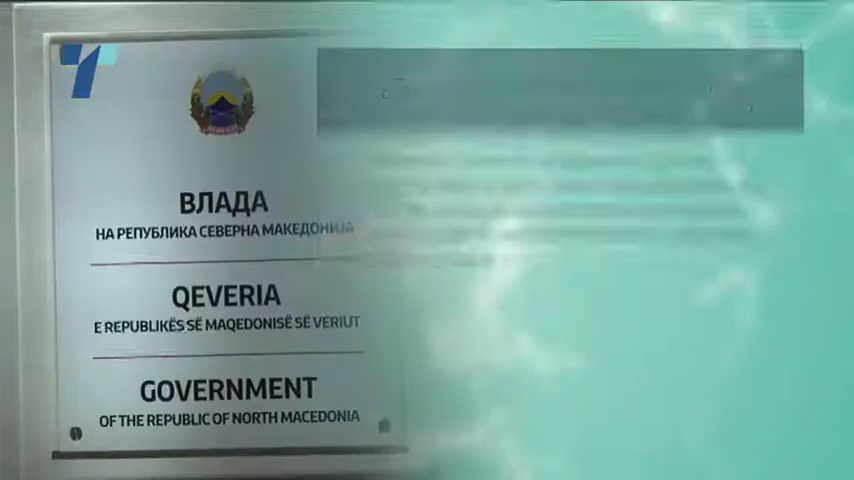 ВЛАДА
НА РЕПУБЛИКА СЕВЕРНА МАКЕДОНИЈА
QEVERIA
E REPUBLIKËS SË MAQEDONISË SË VERIUT
GOVERNMENT
OF THE REPUBLIC OF NORTH MACEDONIA